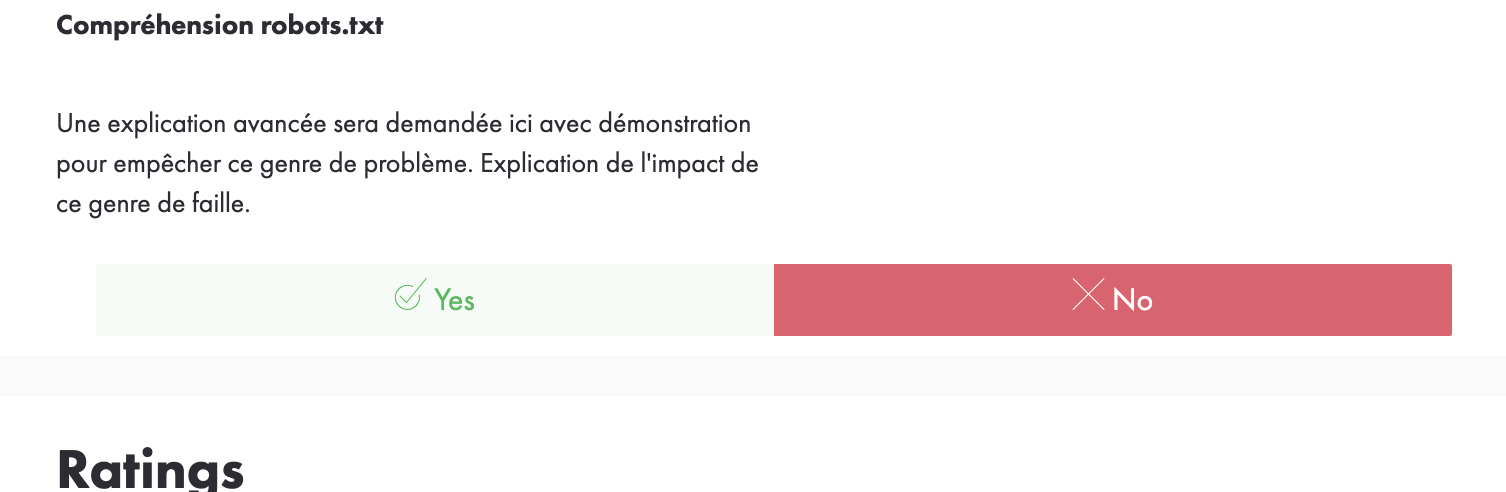 Compréhension robots.txt
Une explication avancée sera demandée ici avec démonstration
pour empêcher ce genre de problème. Explication de l'impact de
ce genre de faille.
Yes
No
Ratings